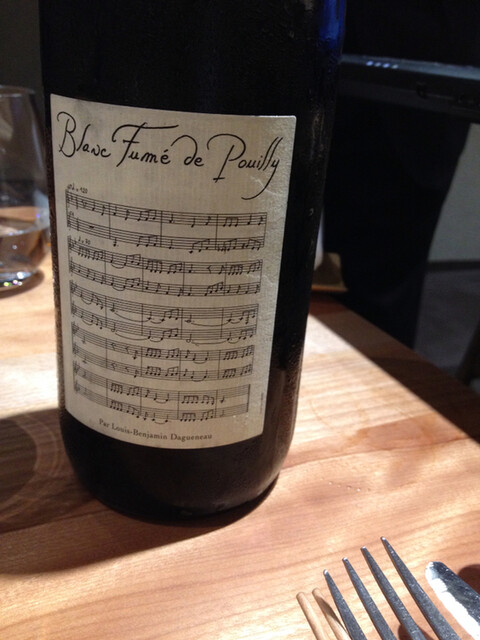 Blanc Fumé de Pouilly
Par Louis-Benjamin Dagueneau